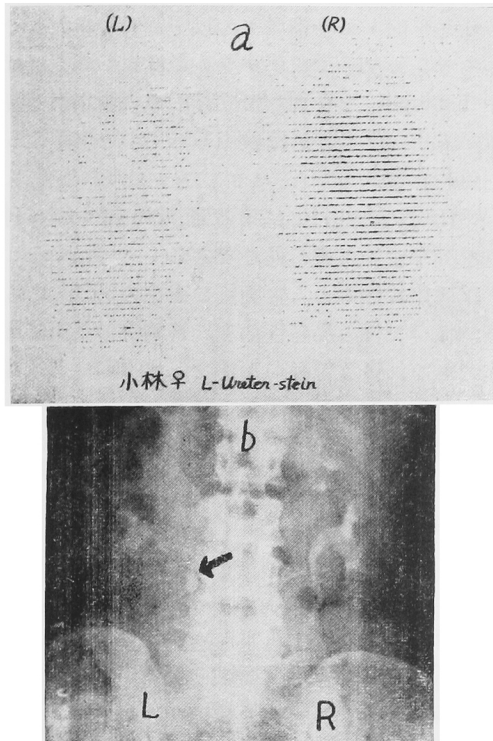 (L) a (R)
小林♀ L-Ureter-stein
b
L R